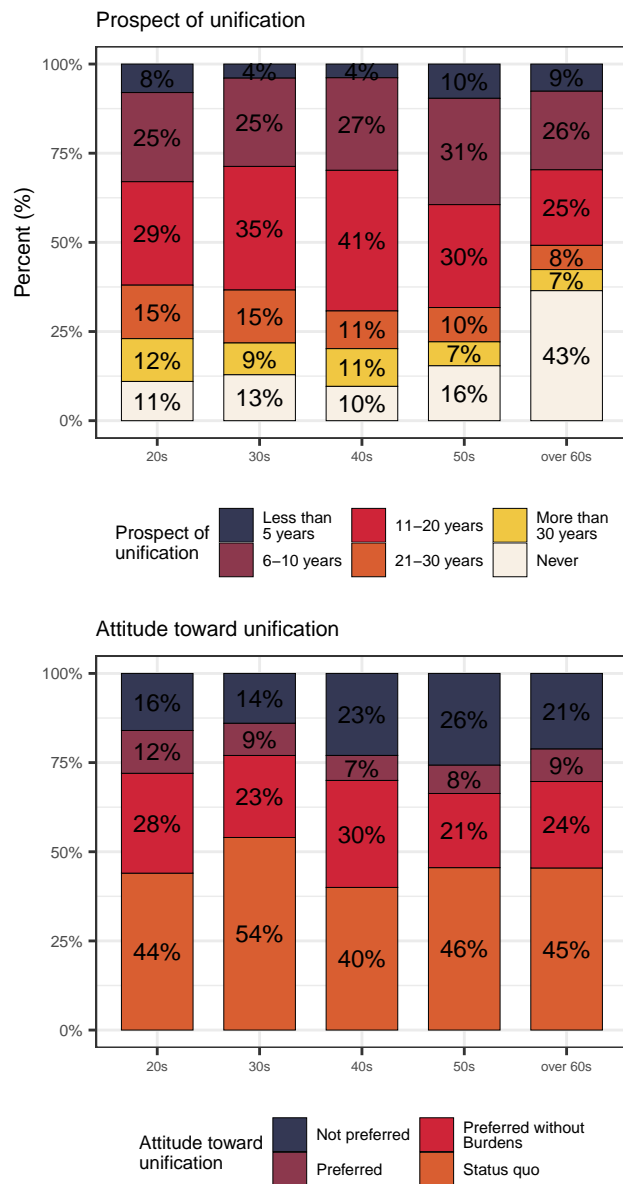 Prospect of unification
Percent (%)
100%
75%
50%
25%
0%
8% 4% 4% 10% 9%
25% 25% 27% 31% 26%
29% 35% 41% 30% 25%
15% 15% 11% 10% 8%
12% 9% 11% 7% 7%
11% 13% 10% 16% 43%
20s 30s 40s 50s over 60s
Prospect of
unification
Less than
5 years
6−10 years
11−20 years
21−30 years
More than
30 years
Never
Attitude toward unification
100%
75%
50%
25%
0%
16% 14% 23% 26% 21%
12% 9% 7% 8% 9%
28% 23% 30% 21% 24%
44% 54% 40% 46% 45%
20s 30s 40s 50s over 60s
Attitude toward
unification
Not preferred
Preferred
Preferred without
Burdens
Status quo